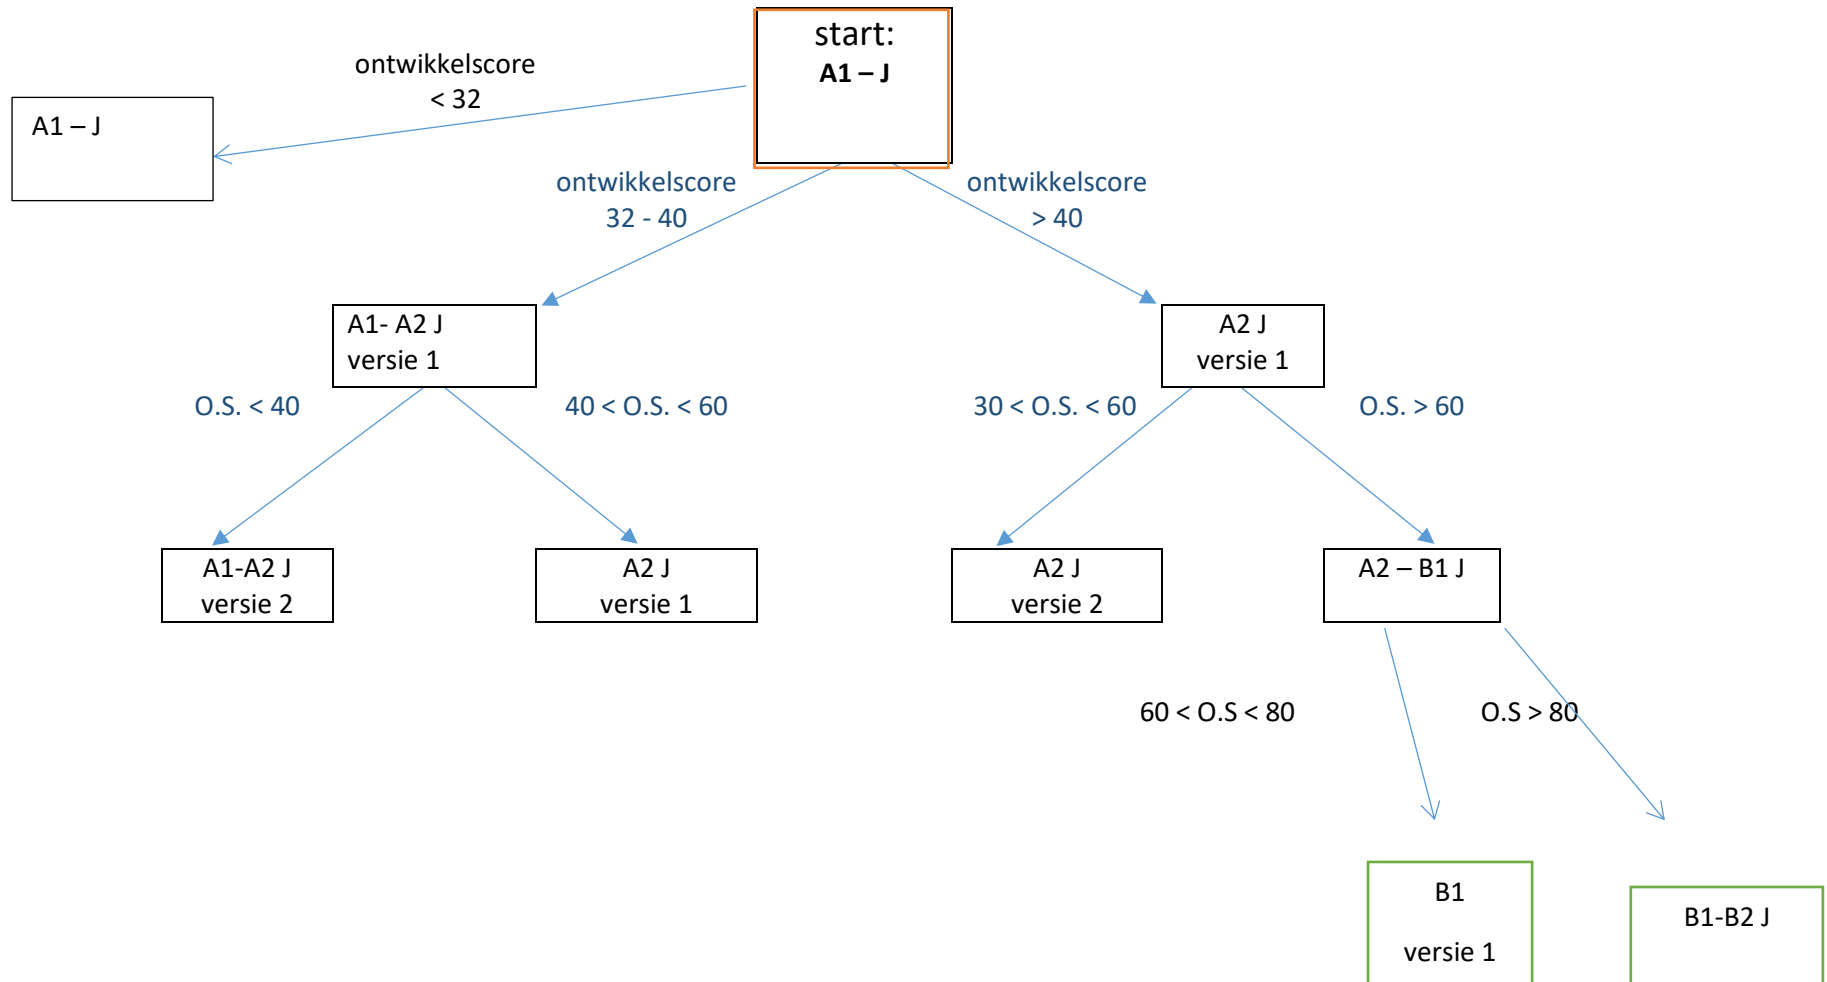 start:
A1 – J
ontwikkelscore
< 32
A1 – J
ontwikkelscore
32 - 40
ontwikkelscore
> 40
A1- A2 J
versie 1
A2 J
versie 1
O.S. < 40
40 < O.S. < 60
30 < O.S. < 60
O.S. > 60
A1-A2 J
versie 2
A2 J
versie 1
A2 J
versie 2
A2 – B1 J
60 < O.S < 80
O.S > 80
B1
versie 1
B1-B2 J